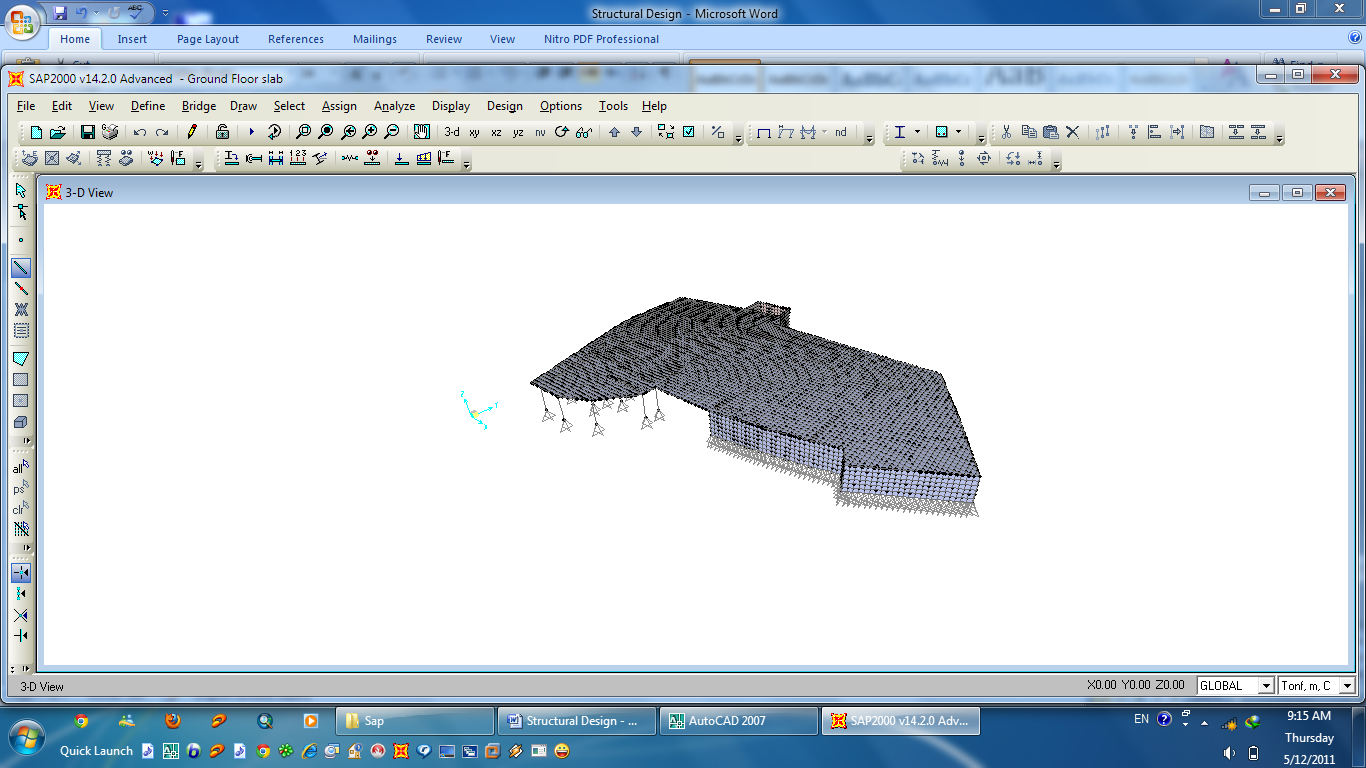 Structural Design - Microsoft Word
Home Insert Page Layout References Mailings Review View Nitro PDF Professional
SAP2000 v14.2.0 Advanced - Ground Floor slab
File Edit View Define Bridge Draw Select Assign Analyze Display Design Options Tools Help
3-d xy xz yz nv nd
3-D View
Z
Y
X
all
ps
clr
3-D View X0.00 Y0.00 Z0.00 GLOBAL Tonf, m, C
Sap Structural Design - ... AutoCAD 2007 SAP2000 v14.2.0 Adv... EN 9:15 AM
Thursday
Quick Launch 5/12/2011